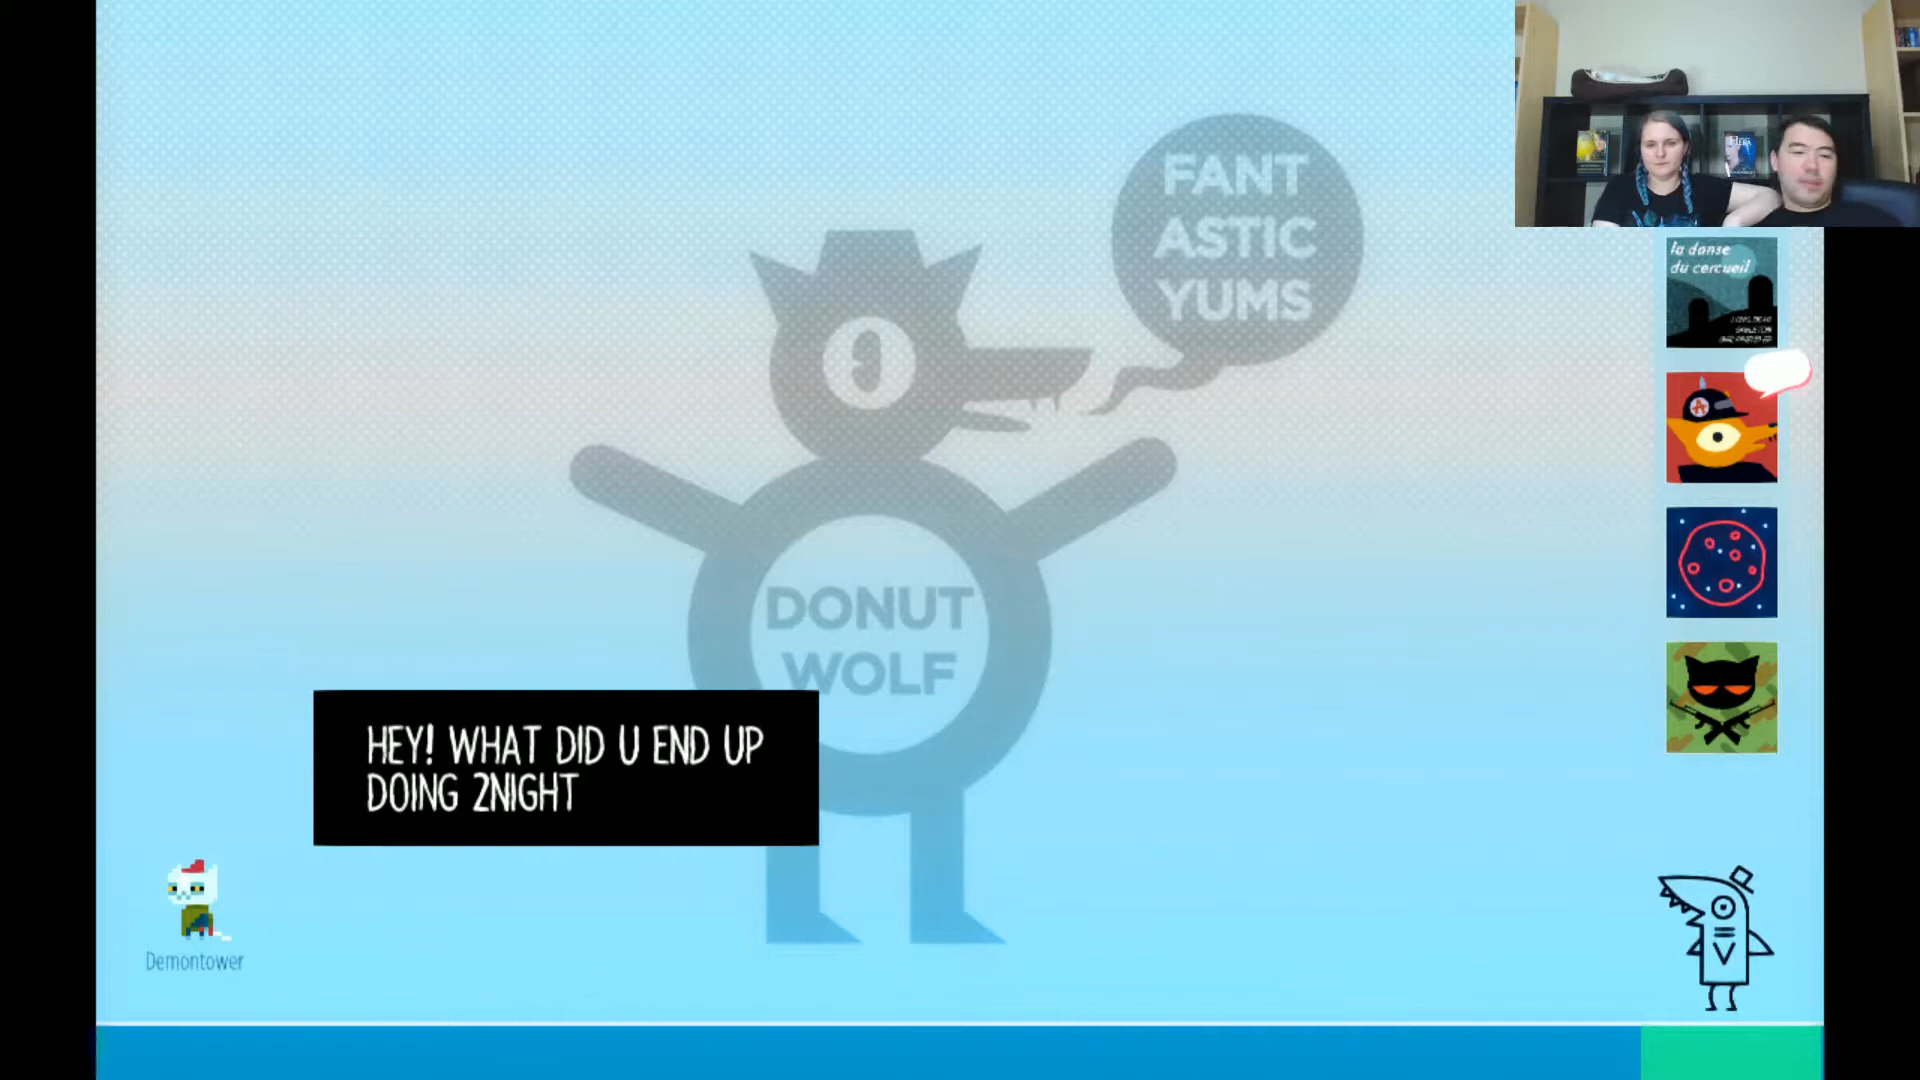 FANT
ASTIC
YUMS
la danse
du cercueil
A
DONUT
WOLF
HEY! WHAT DID U END UP
DOING 2NIGHT
Demontower